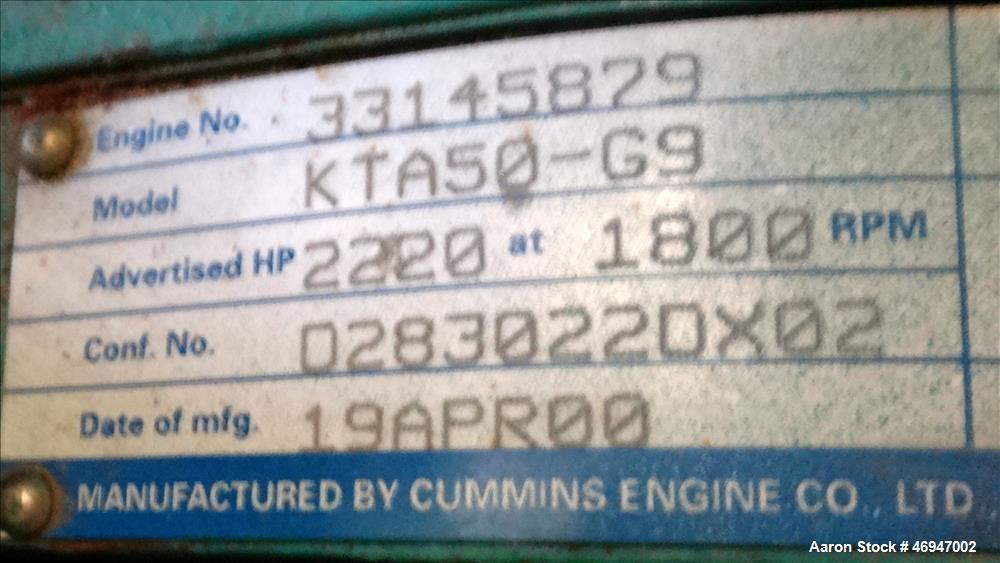 Engine No. 33145879
Model KTA50-G9
Advertised HP 2220 at 1800 RPM
Conf. No. D283022DX02
Date of mfg. 19APR00
MANUFACTURED BY CUMMINS ENGINE CO., LTD.
Aaron Stock # 46947002